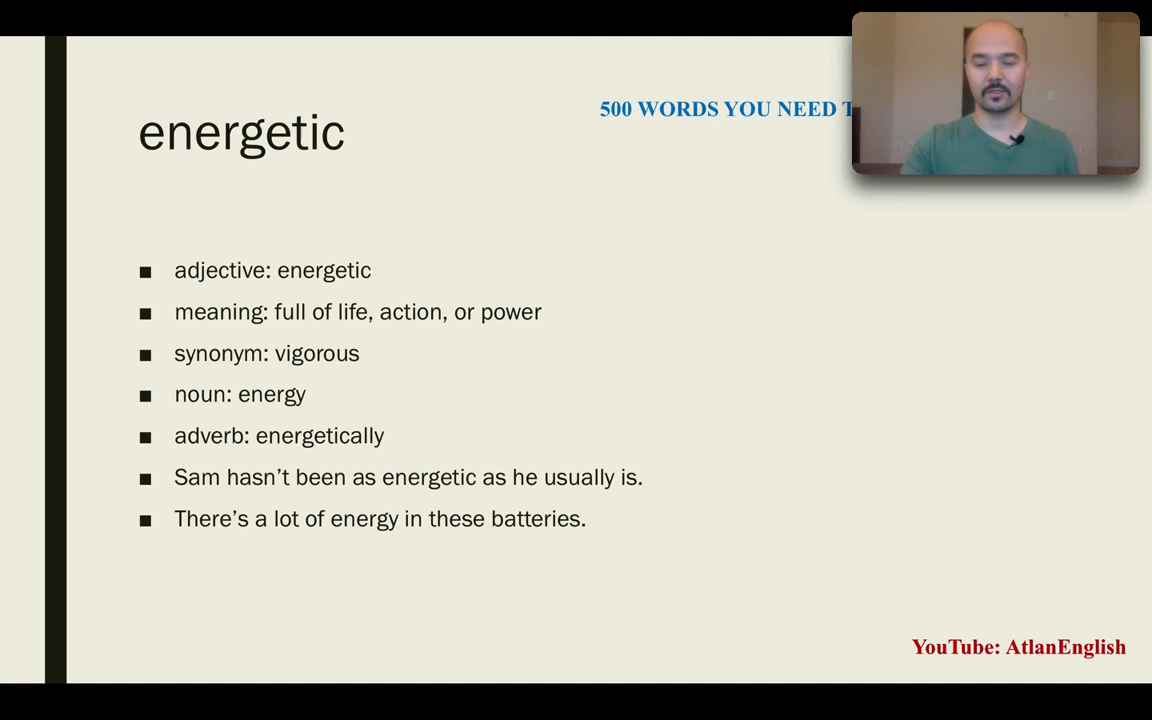 500 WORDS YOU NEED
energetic
■ adjective: energetic
■ meaning: full of life, action, or power
■ synonym: vigorous
■ noun: energy
■ adverb: energetically
■ Sam hasn’t been as energetic as he usually is.
■ There’s a lot of energy in these batteries.
YouTube: AtlanEnglish